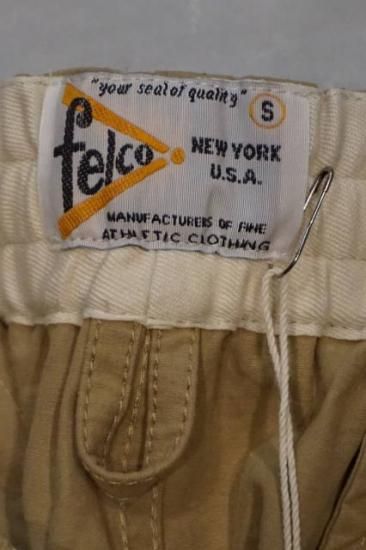 "your seal of quality"
S
felco
NEW YORK
U.S.A.
MANUFACTURERS OF FINE
ATHLETIC CLOTHING